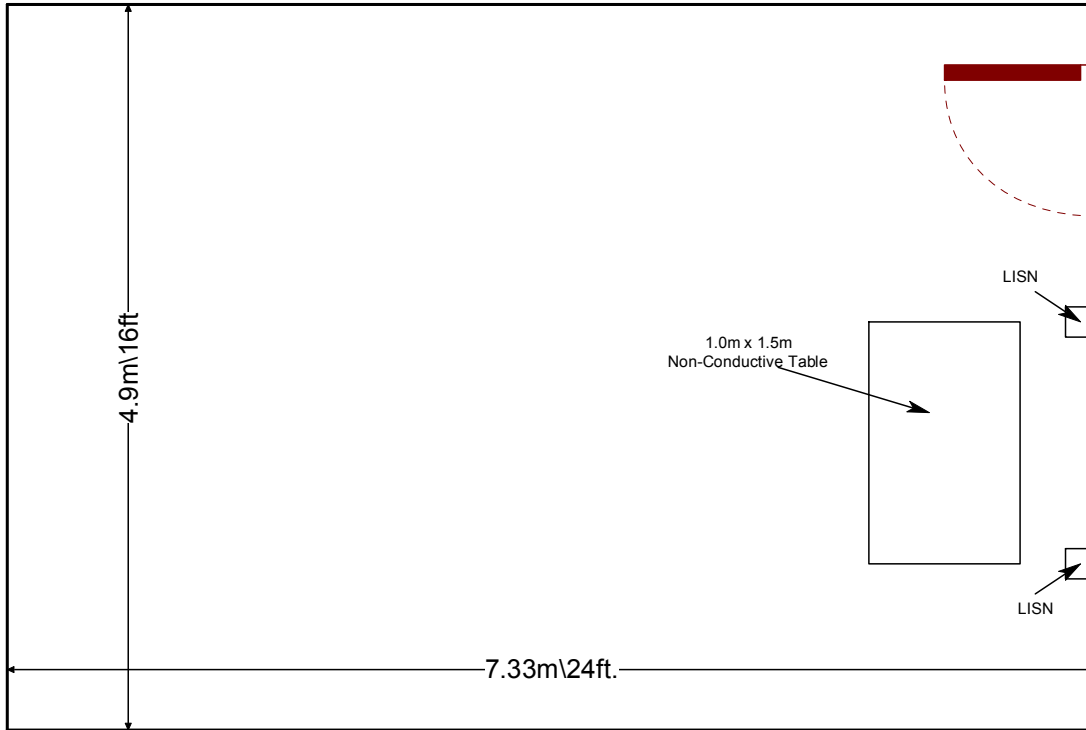 LISN
1.0m x 1.5m
Non-Conductive Table
4.9m\16ft
LISN
7.33m\24ft.